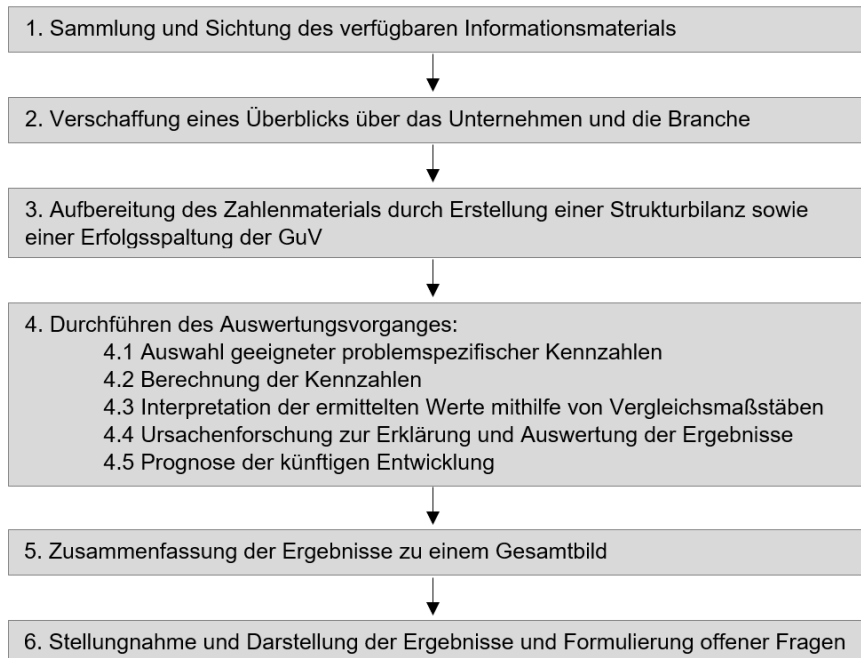 1. Sammlung und Sichtung des verfügbaren Informationsmaterials
2. Verschaffung eines Überblicks über das Unternehmen und die Branche
3. Aufbereitung des Zahlenmaterials durch Erstellung einer Strukturbilanz sowie
einer Erfolgsspaltung der GuV
4. Durchführen des Auswertungsvorganges:
4.1 Auswahl geeigneter problemspezifischer Kennzahlen
4.2 Berechnung der Kennzahlen
4.3 Interpretation der ermittelten Werte mithilfe von Vergleichsmaßstäben
4.4 Ursachenforschung zur Erklärung und Auswertung der Ergebnisse
4.5 Prognose der künftigen Entwicklung
5. Zusammenfassung der Ergebnisse zu einem Gesamtbild
6. Stellungnahme und Darstellung der Ergebnisse und Formulierung offener Fragen